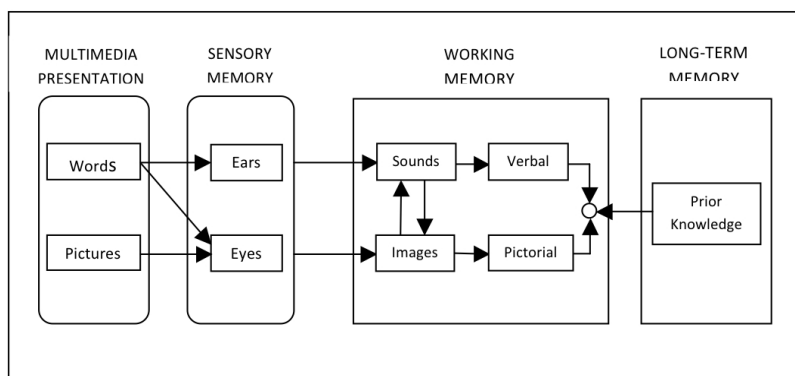 MULTIMEDIA
PRESENTATION
SENSORY
MEMORY
WORKING
MEMORY
LONG-TERM
MEMORY
Words
Ears
Sounds
Verbal
Prior
Knowledge
Pictures
Eyes
Images
Pictorial